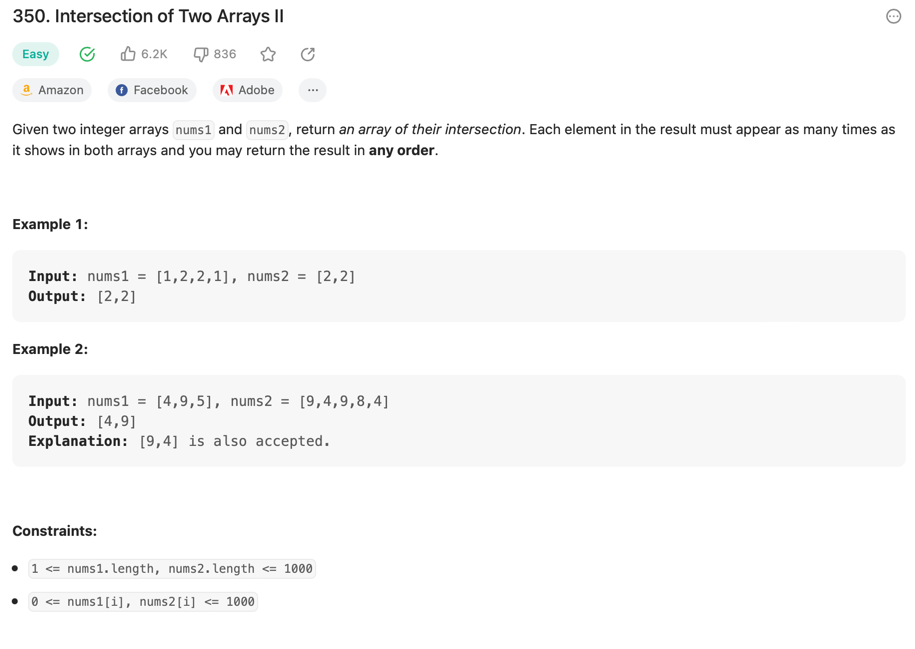 350. Intersection of Two Arrays II
Easy 6.2K 836
Amazon Facebook Adobe
Given two integer arrays nums1 and nums2, return an array of their intersection. Each element in the result must appear as many times as
it shows in both arrays and you may return the result in any order.
Example 1:
Input: nums1 = [1,2,2,1], nums2 = [2,2]
Output: [2,2]
Example 2:
Input: nums1 = [4,9,5], nums2 = [9,4,9,8,4]
Output: [4,9]
Explanation: [9,4] is also accepted.
Constraints:
1 <= nums1.length, nums2.length <= 1000
0 <= nums1[i], nums2[i] <= 1000